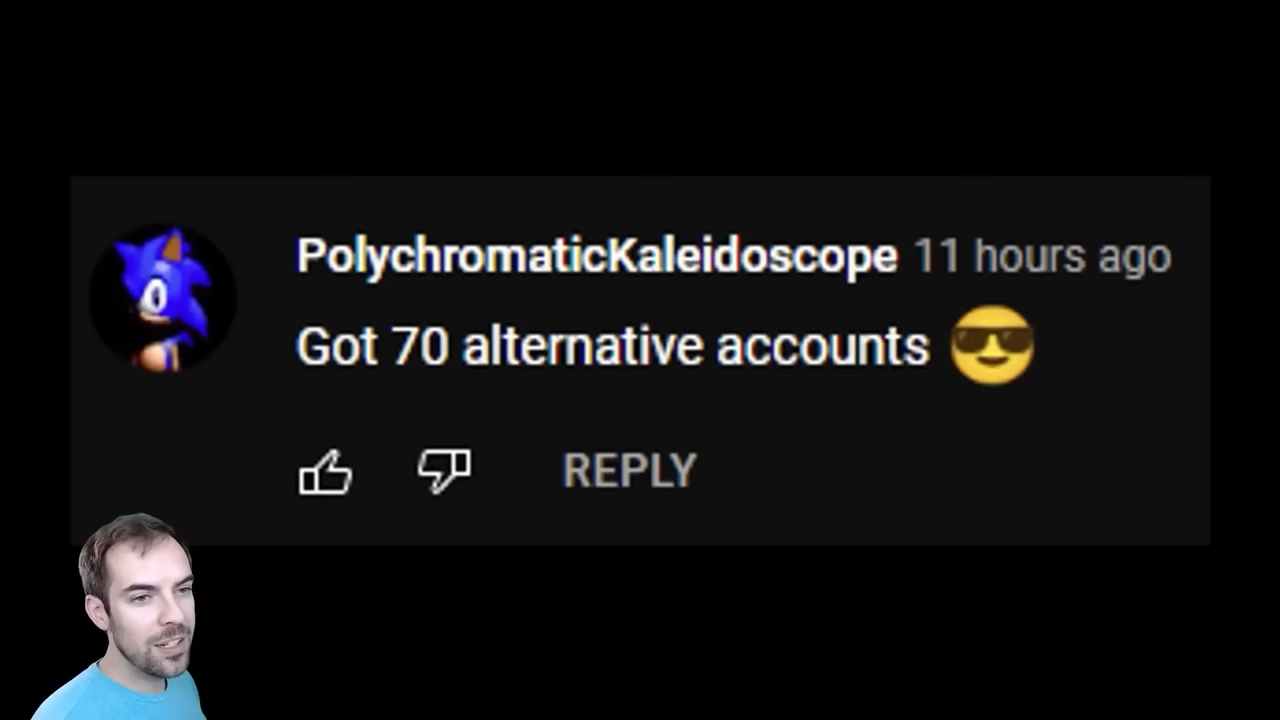 PolychromaticKaleidoscope 11 hours ago
Got 70 alternative accounts 😎
REPLY